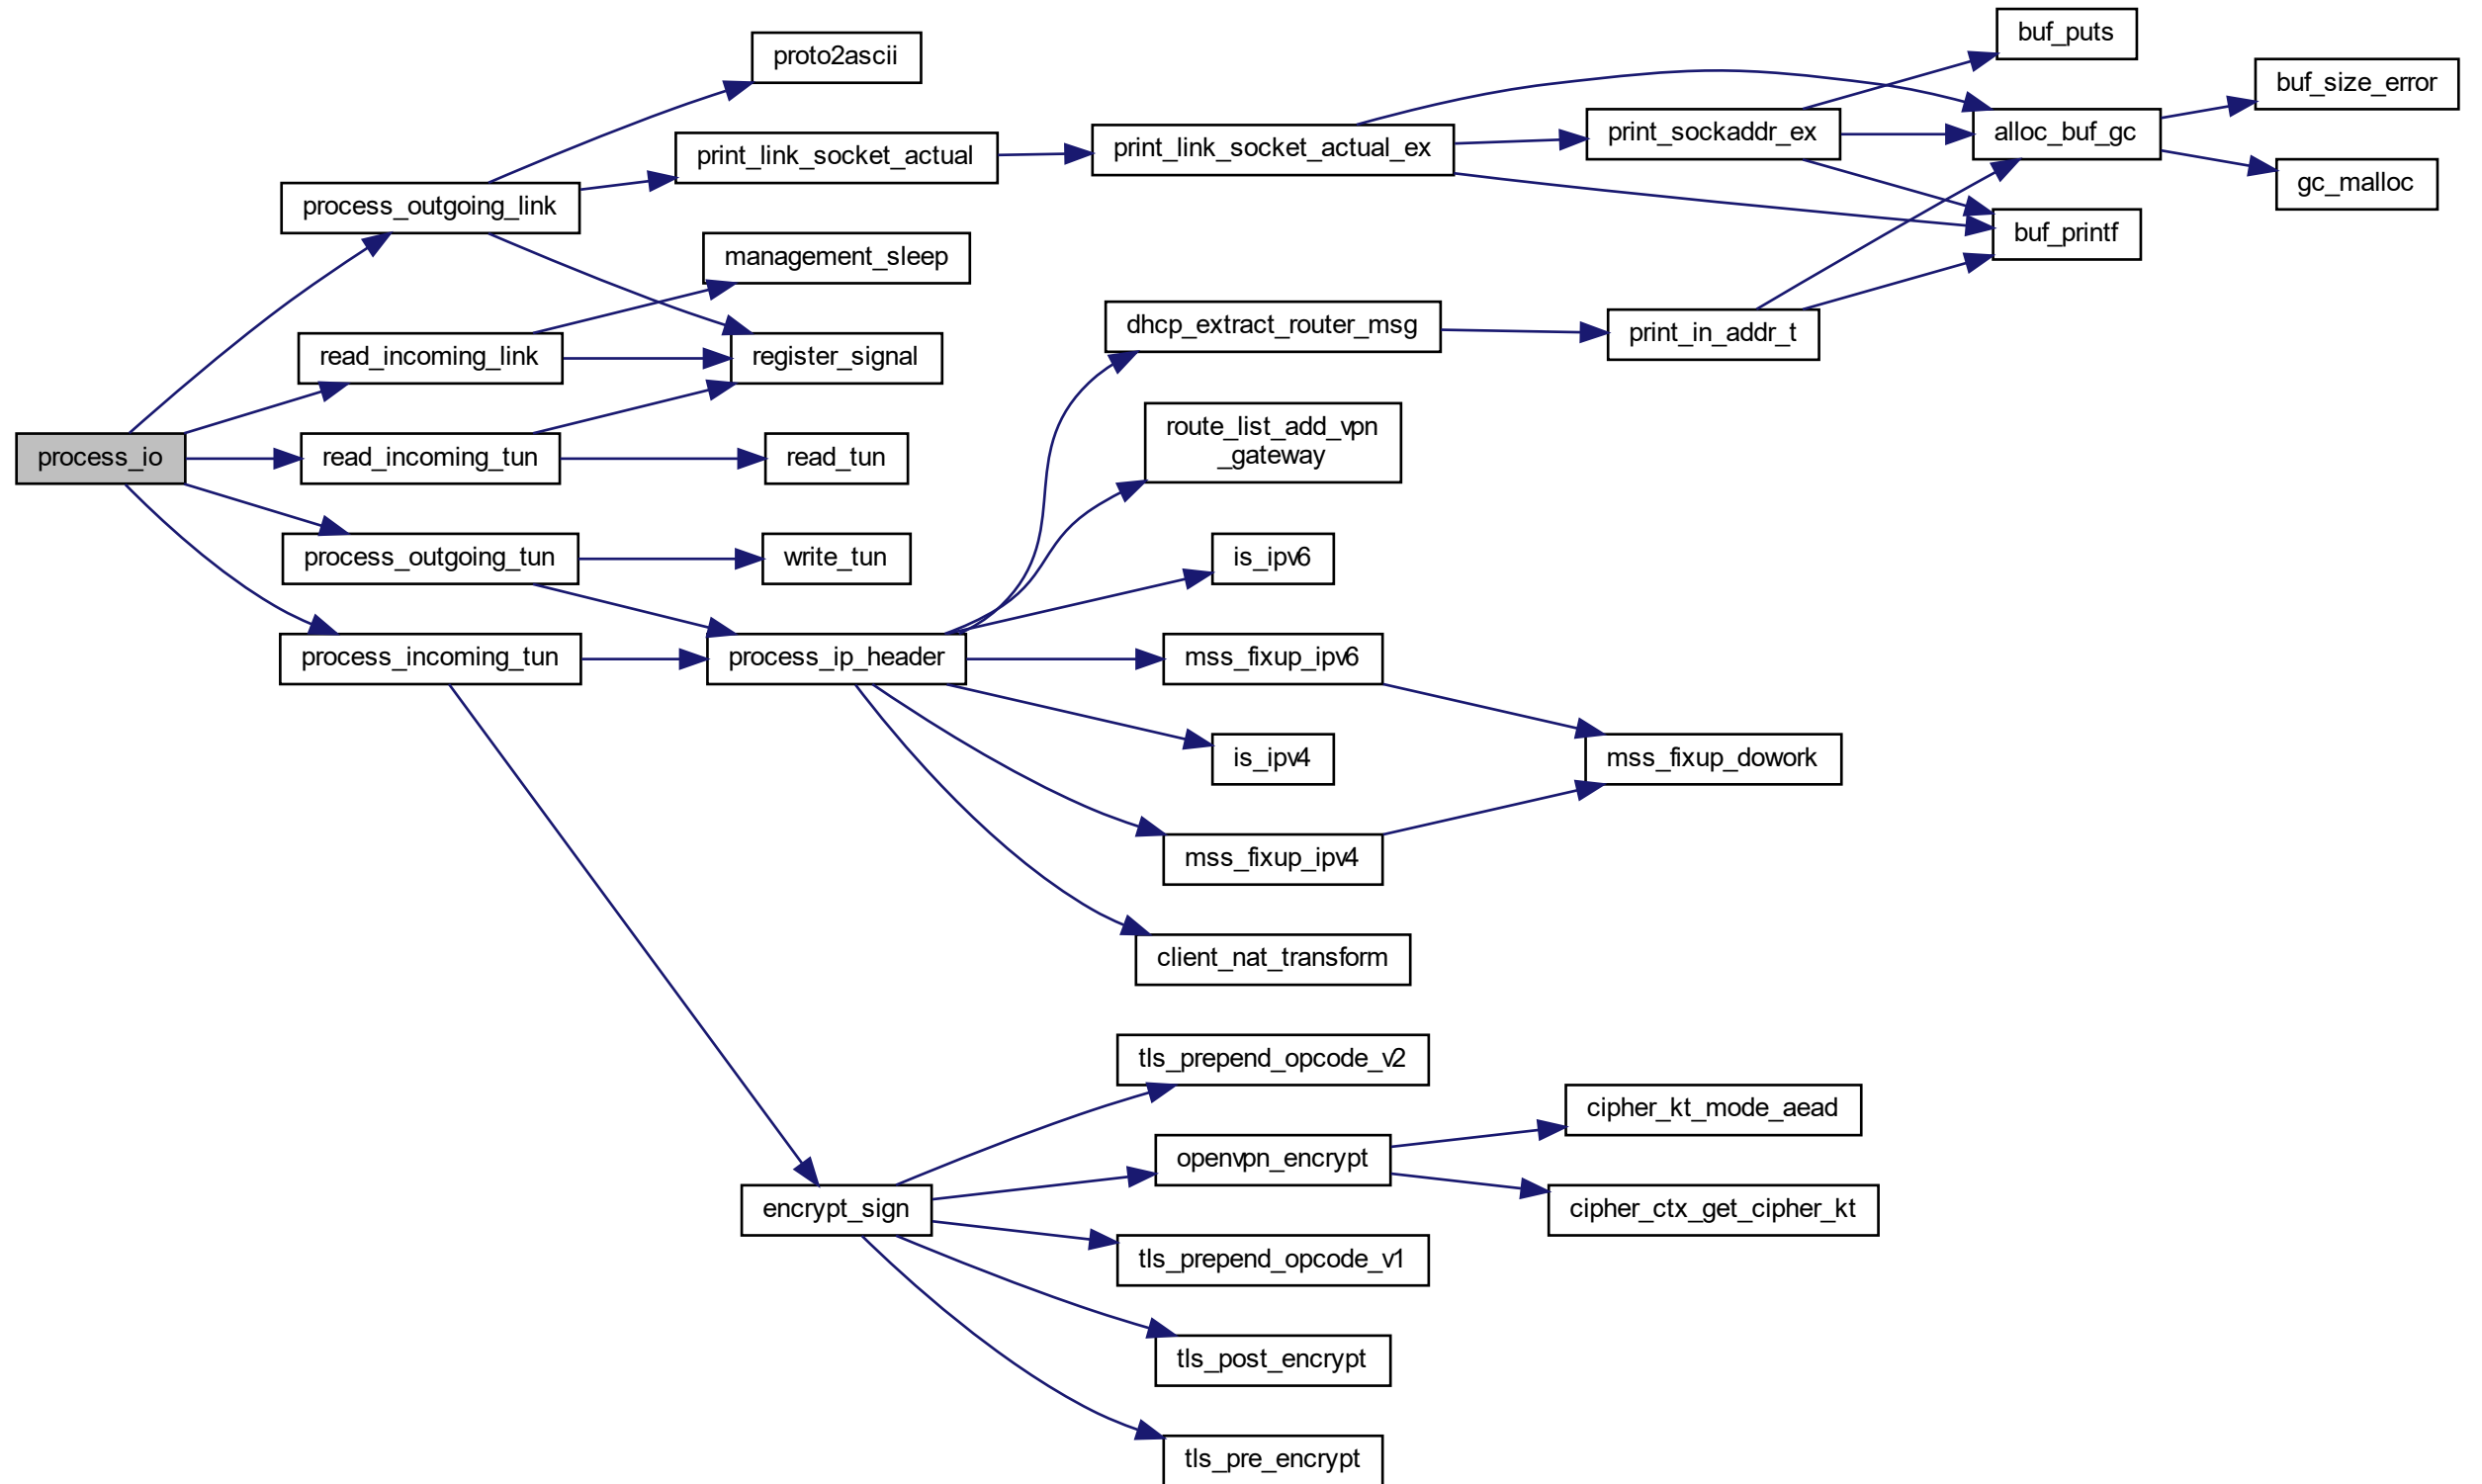 buf_puts
proto2ascii
buf_size_error
print_sockaddr_ex
alloc_buf_gc
print_link_socket_actual
print_link_socket_actual_ex
gc_malloc
process_outgoing_link
buf_printf
management_sleep
dhcp_extract_router_msg
print_in_addr_t
read_incoming_link
register_signal
route_list_add_vpn
_gateway
process_io
read_incoming_tun
read_tun
process_outgoing_tun
write_tun
is_ipv6
process_incoming_tun
process_ip_header
mss_fixup_ipv6
is_ipv4
mss_fixup_dowork
mss_fixup_ipv4
client_nat_transform
tls_prepend_opcode_v2
cipher_kt_mode_aead
openvpn_encrypt
encrypt_sign
cipher_ctx_get_cipher_kt
tls_prepend_opcode_v1
tls_post_encrypt
tls_pre_encrypt